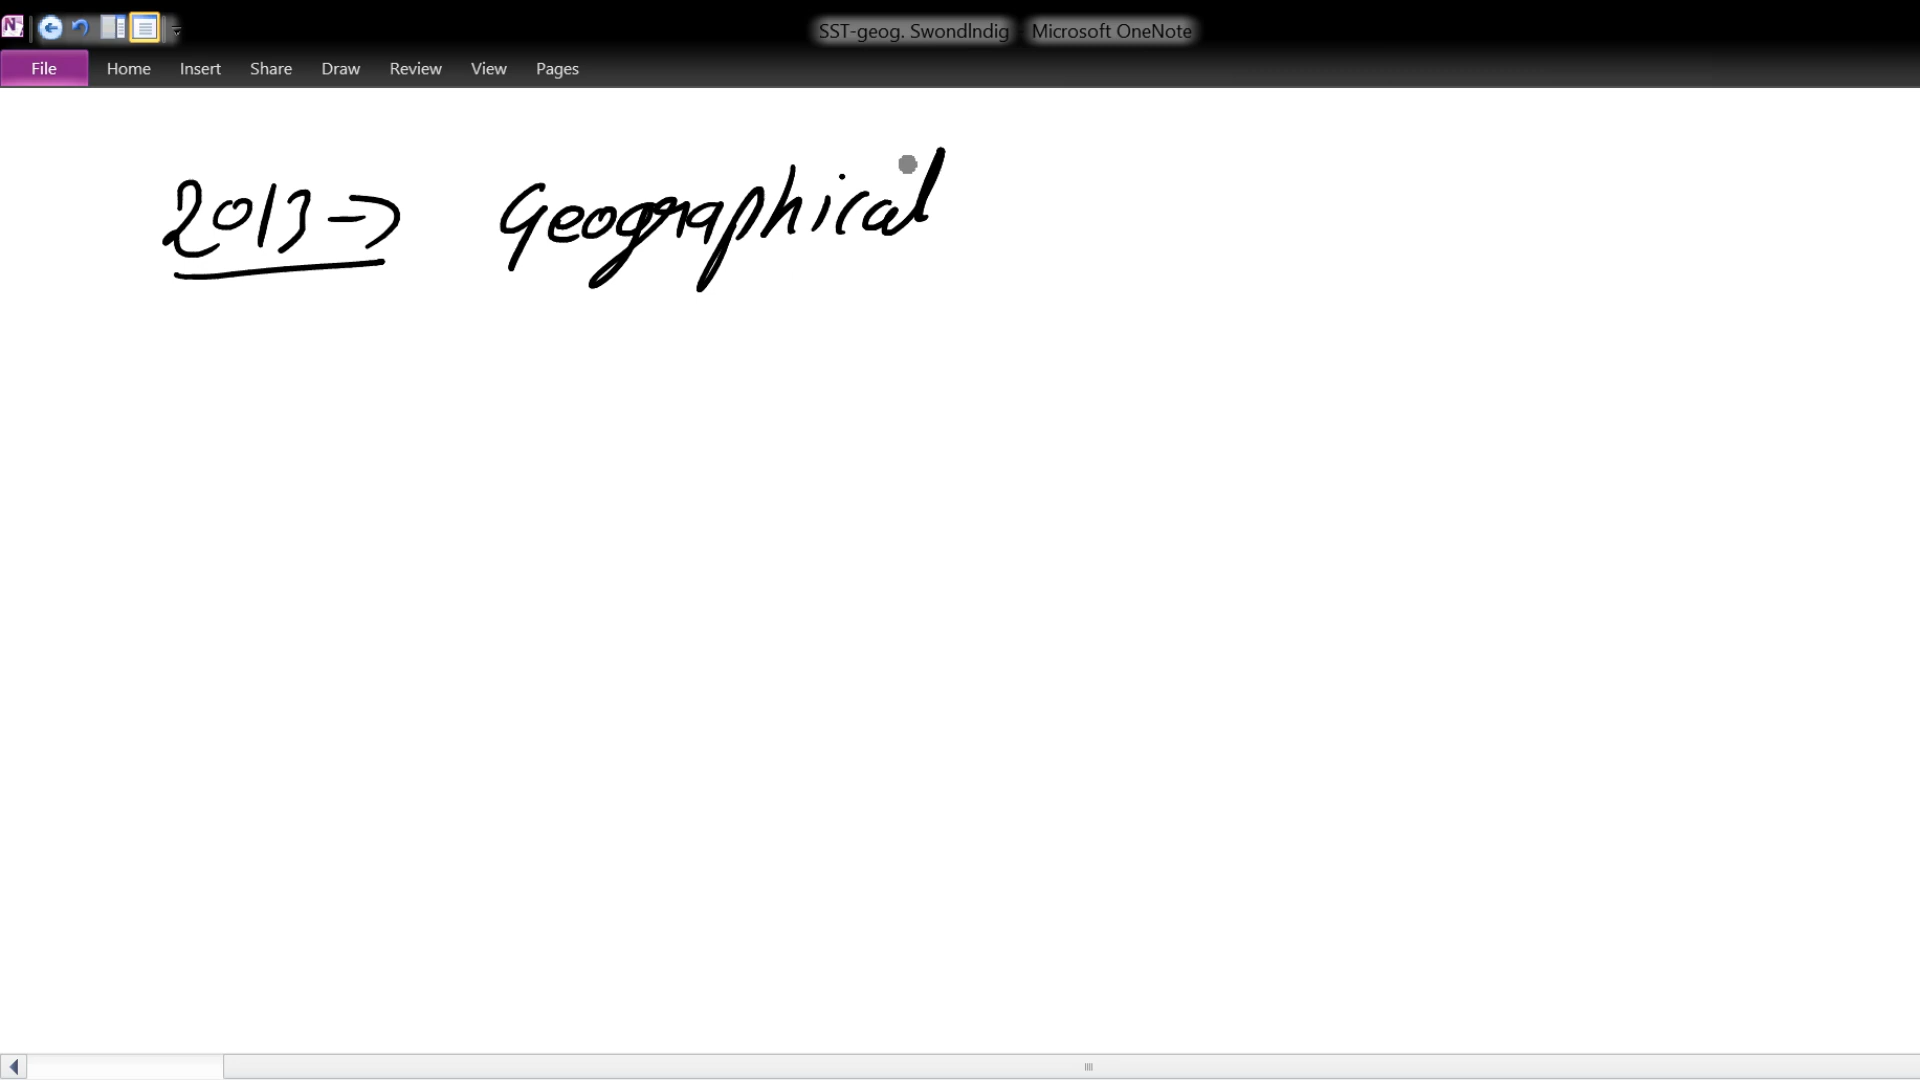 SST-geog. SwondIndig - Microsoft OneNote
File Home Insert Share Draw Review View Pages
2013 => Geographical